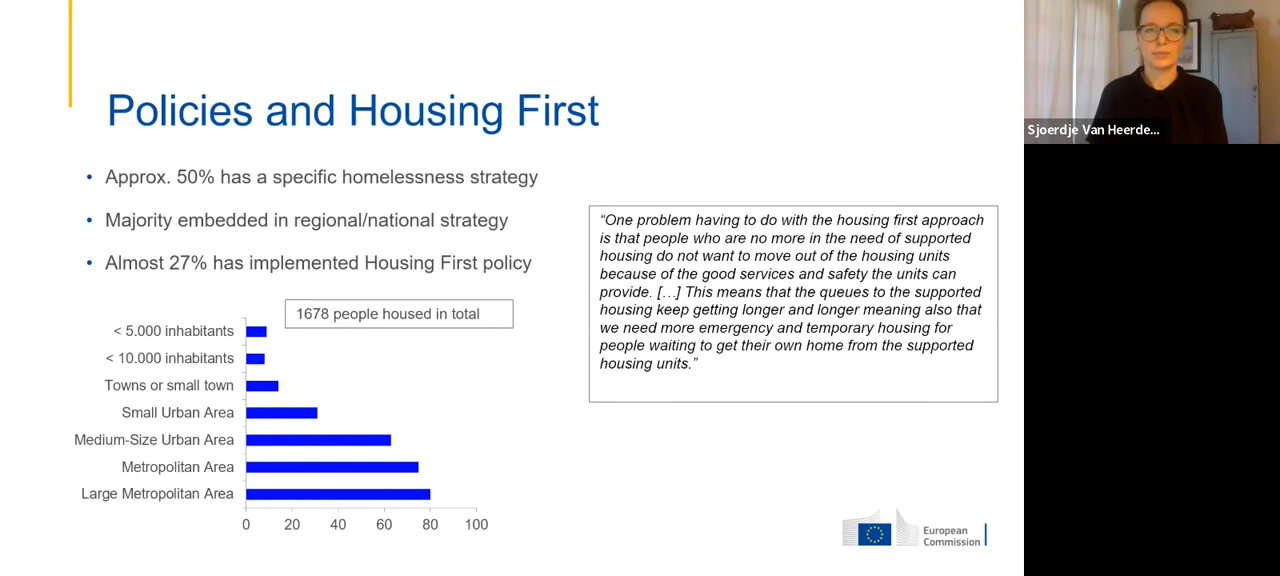 Policies and Housing First
• Approx. 50% has a specific homelessness strategy
• Majority embedded in regional/national strategy
• Almost 27% has implemented Housing First policy
1678 people housed in total
< 5.000 inhabitants
< 10.000 inhabitants
Towns or small town
Small Urban Area
Medium-Size Urban Area
Metropolitan Area
Large Metropolitan Area
0 20 40 60 80 100
“One problem having to do with the housing first approach
is that people who are no more in the need of supported
housing do not want to move out of the housing units
because of the good services and safety the units can
provide. […] This means that the queues to the supported
housing keep getting longer and longer meaning also that
we need more emergency and temporary housing for
people waiting to get their own home from the supported
housing units.”
European
Commission
Sjoerdje Van Heerde...